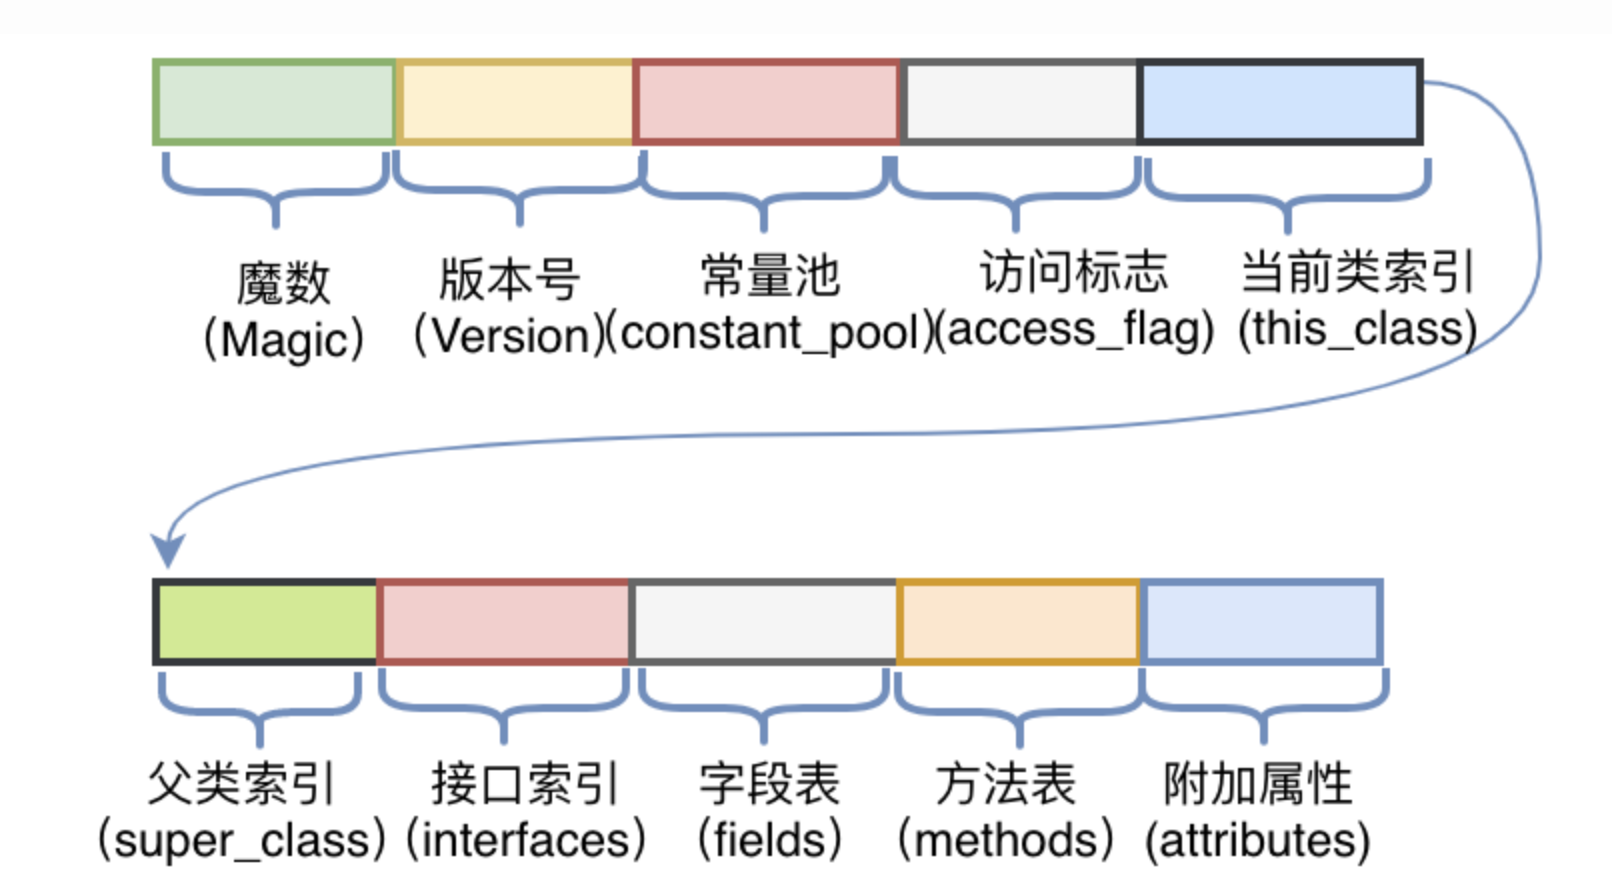 魔数
(Magic)
版本号
(Version)
常量池
(constant_pool)
访问标志
(access_flag)
当前类索引
(this_class)
父类索引
(super_class)
接口索引
(interfaces)
字段表
(fields)
方法表
(methods)
附加属性
(attributes)